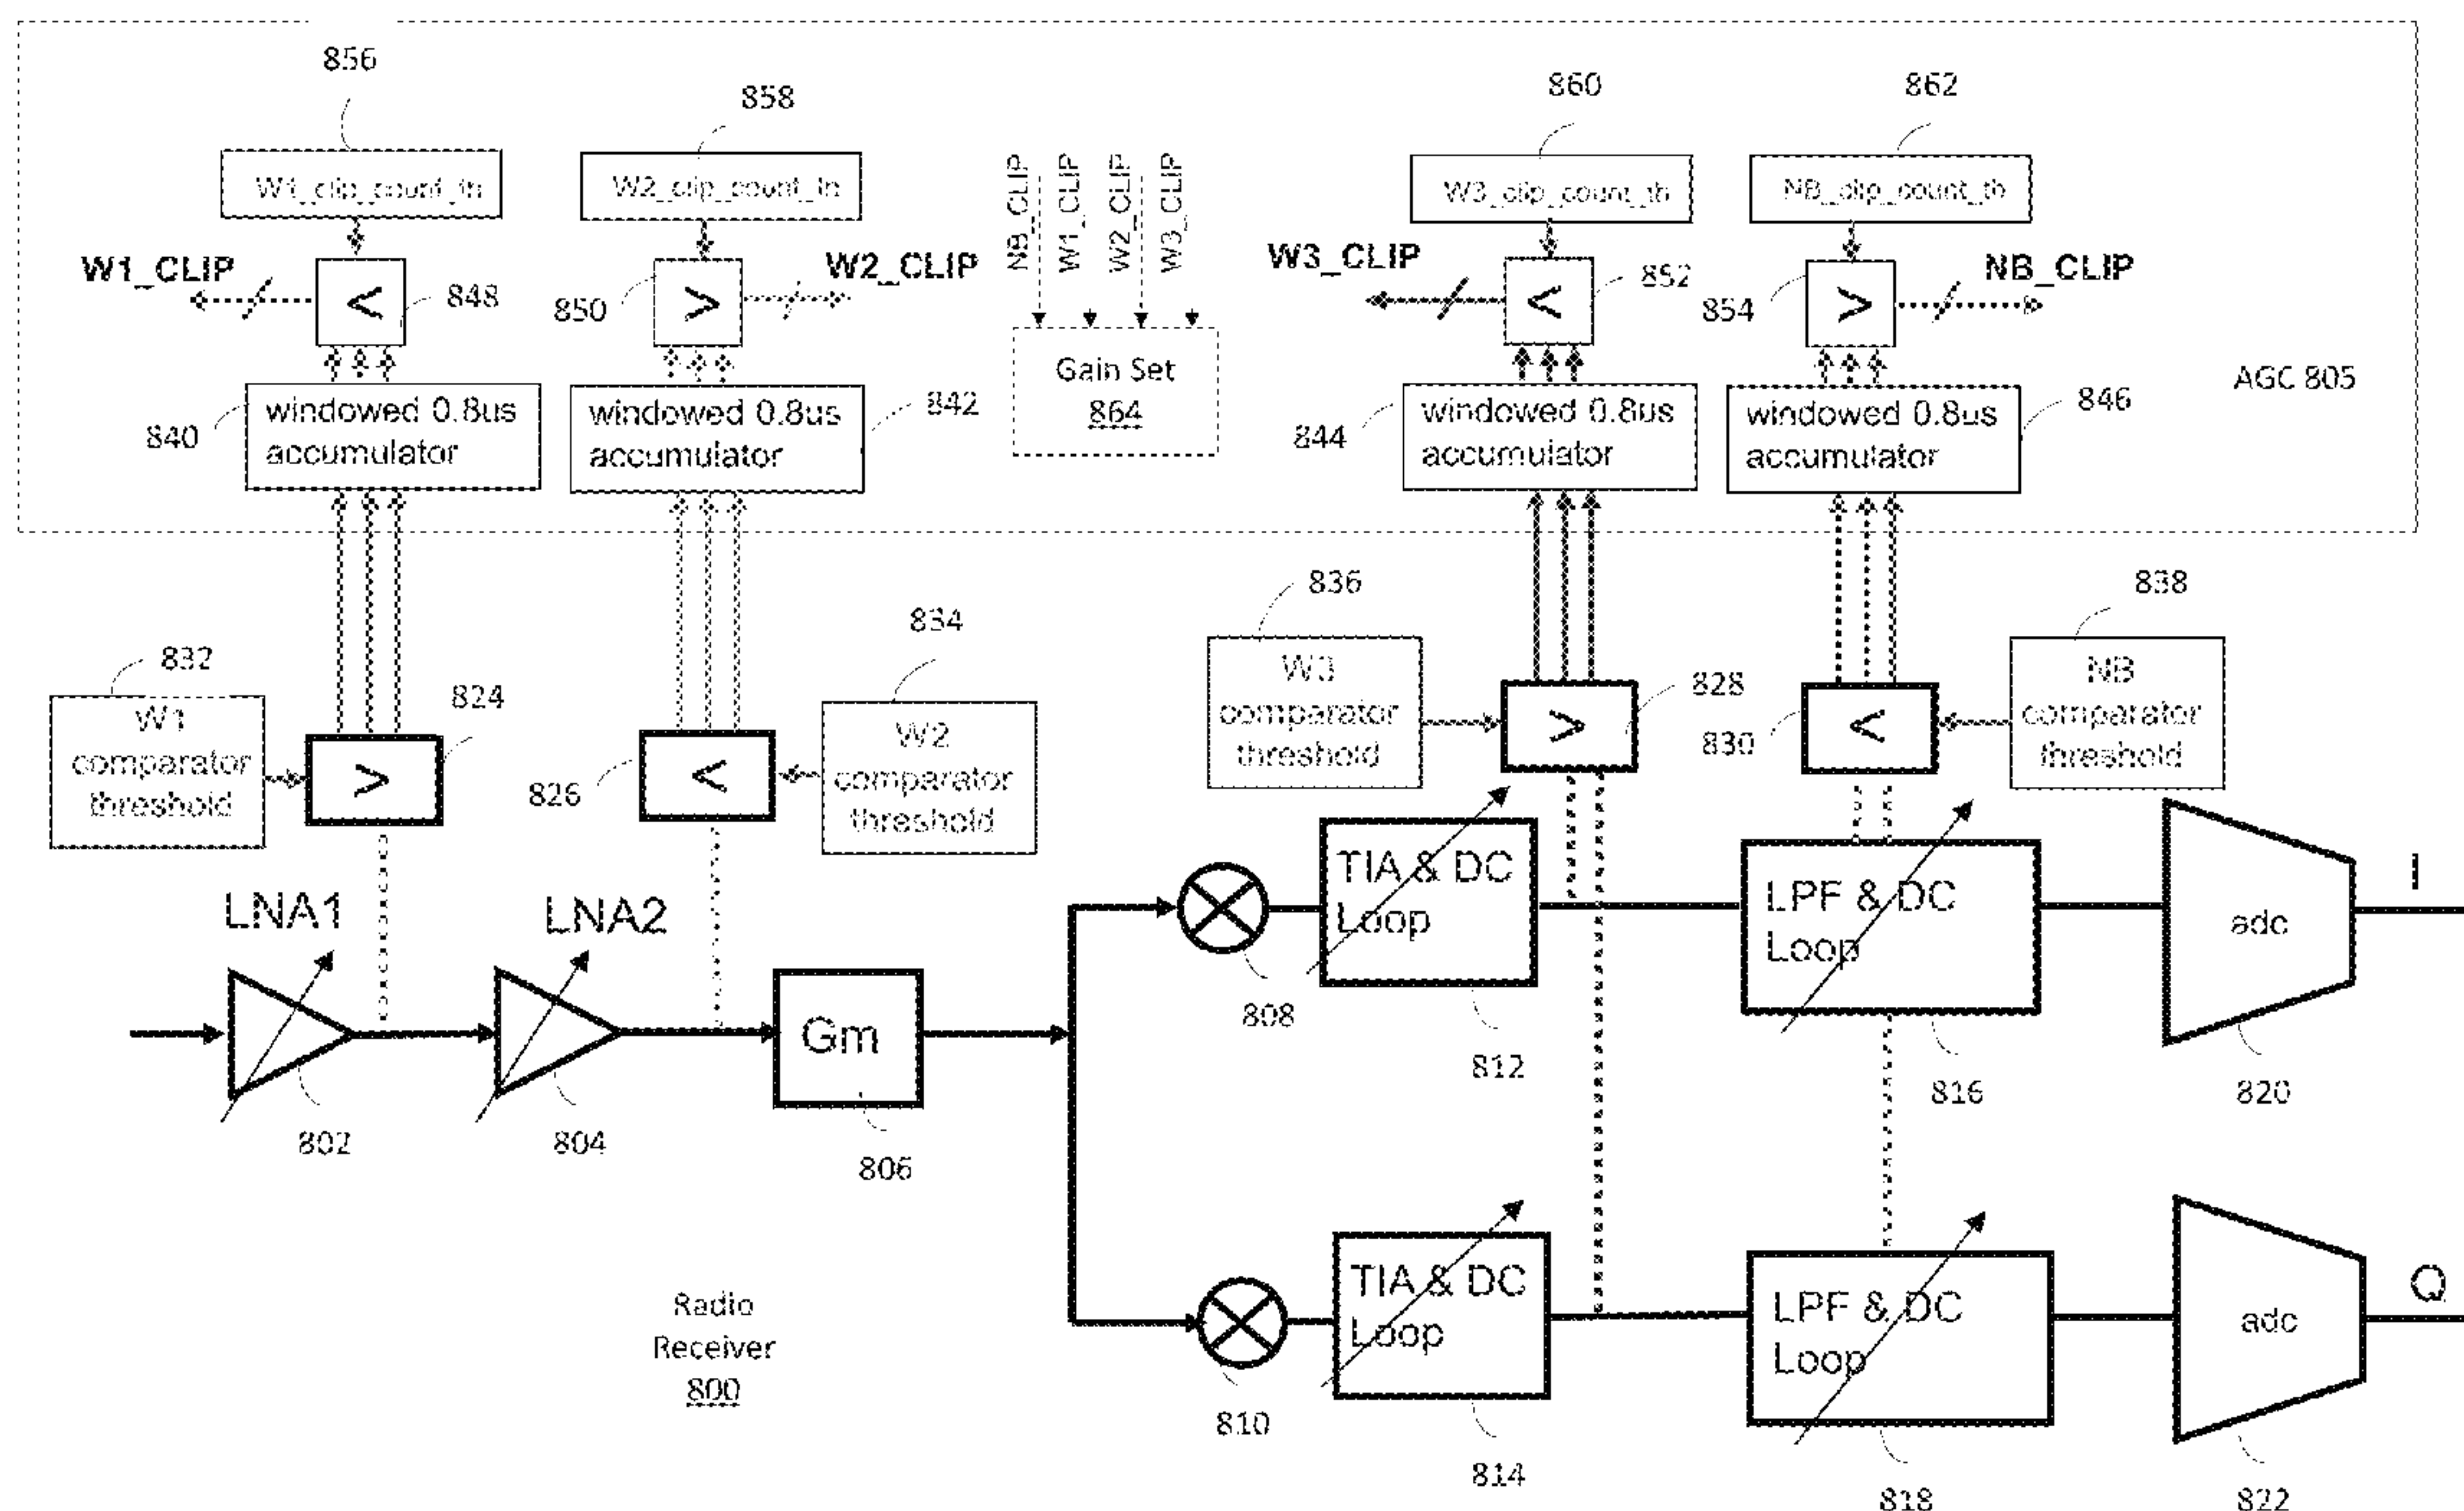 856
858
860
862
W1_clip_count_th
W2_clip_count_th
W3_clip_count_th
NB_clip_count_th
NB_CLIP
W1_CLIP
W2_CLIP
W3_CLIP
W1_CLIP
<
848
850
>
W2_CLIP
W3_CLIP
<
852
854
>
NB_CLIP
Gain Set
864
AGC 805
840
windowed 0.8us
accumulator
windowed 0.8us
accumulator
842
844
windowed 0.8us
accumulator
windowed 0.8us
accumulator
846
832
W1
comparator
threshold
>
824
826
<
834
W2
comparator
threshold
836
W3
comparator
threshold
>
828
830
<
838
NB
comparator
threshold
LNA1
LNA2
802
804
Gm
806
808
TIA & DC
Loop
812
LPF & DC
Loop
816
adc
820
I
Radio
Receiver
800
810
TIA & DC
Loop
814
LPF & DC
Loop
818
adc
822
Q